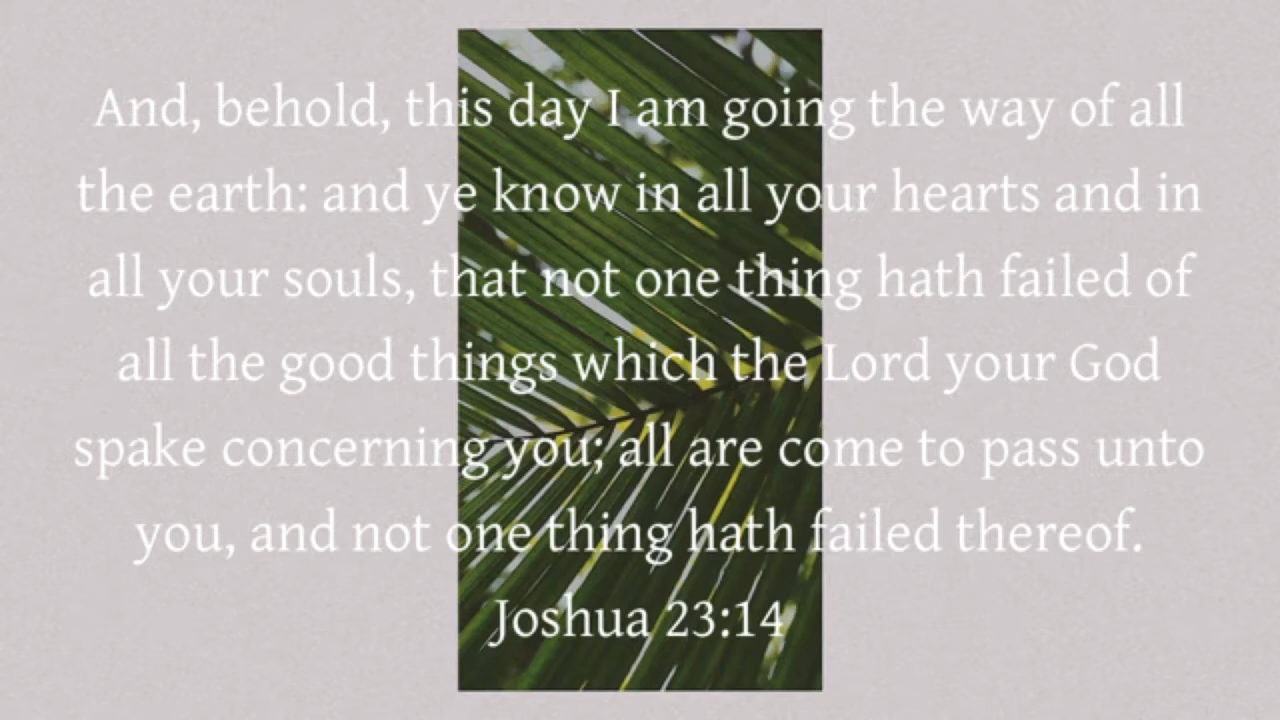 And, behold, this day I am going the way of all
the earth: and ye know in all your hearts and in
all your souls, that not one thing hath failed of
all the good things which the Lord your God
spake concerning you; all are come to pass unto
you, and not one thing hath failed thereof.
Joshua 23:14